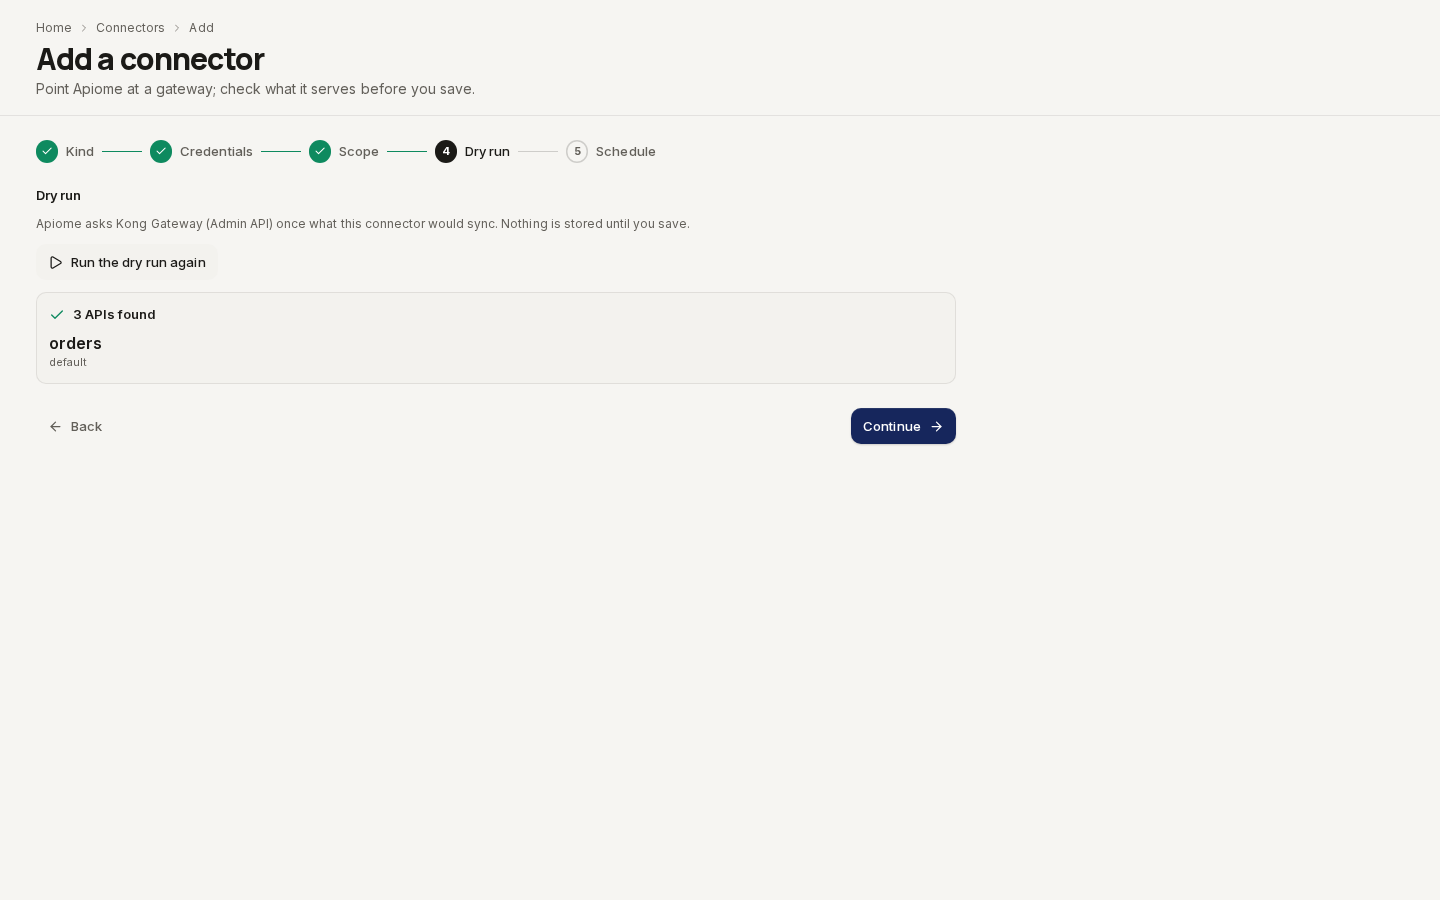 Home > Connectors > Add
Add a connector
Point Apiome at a gateway; check what it serves before you save.
Kind Credentials Scope 4 Dry run 5 Schedule
Dry run
Apiome asks Kong Gateway (Admin API) once what this connector would sync. Nothing is stored until you save.
Run the dry run again
3 APIs found
orders
default
Back
Continue